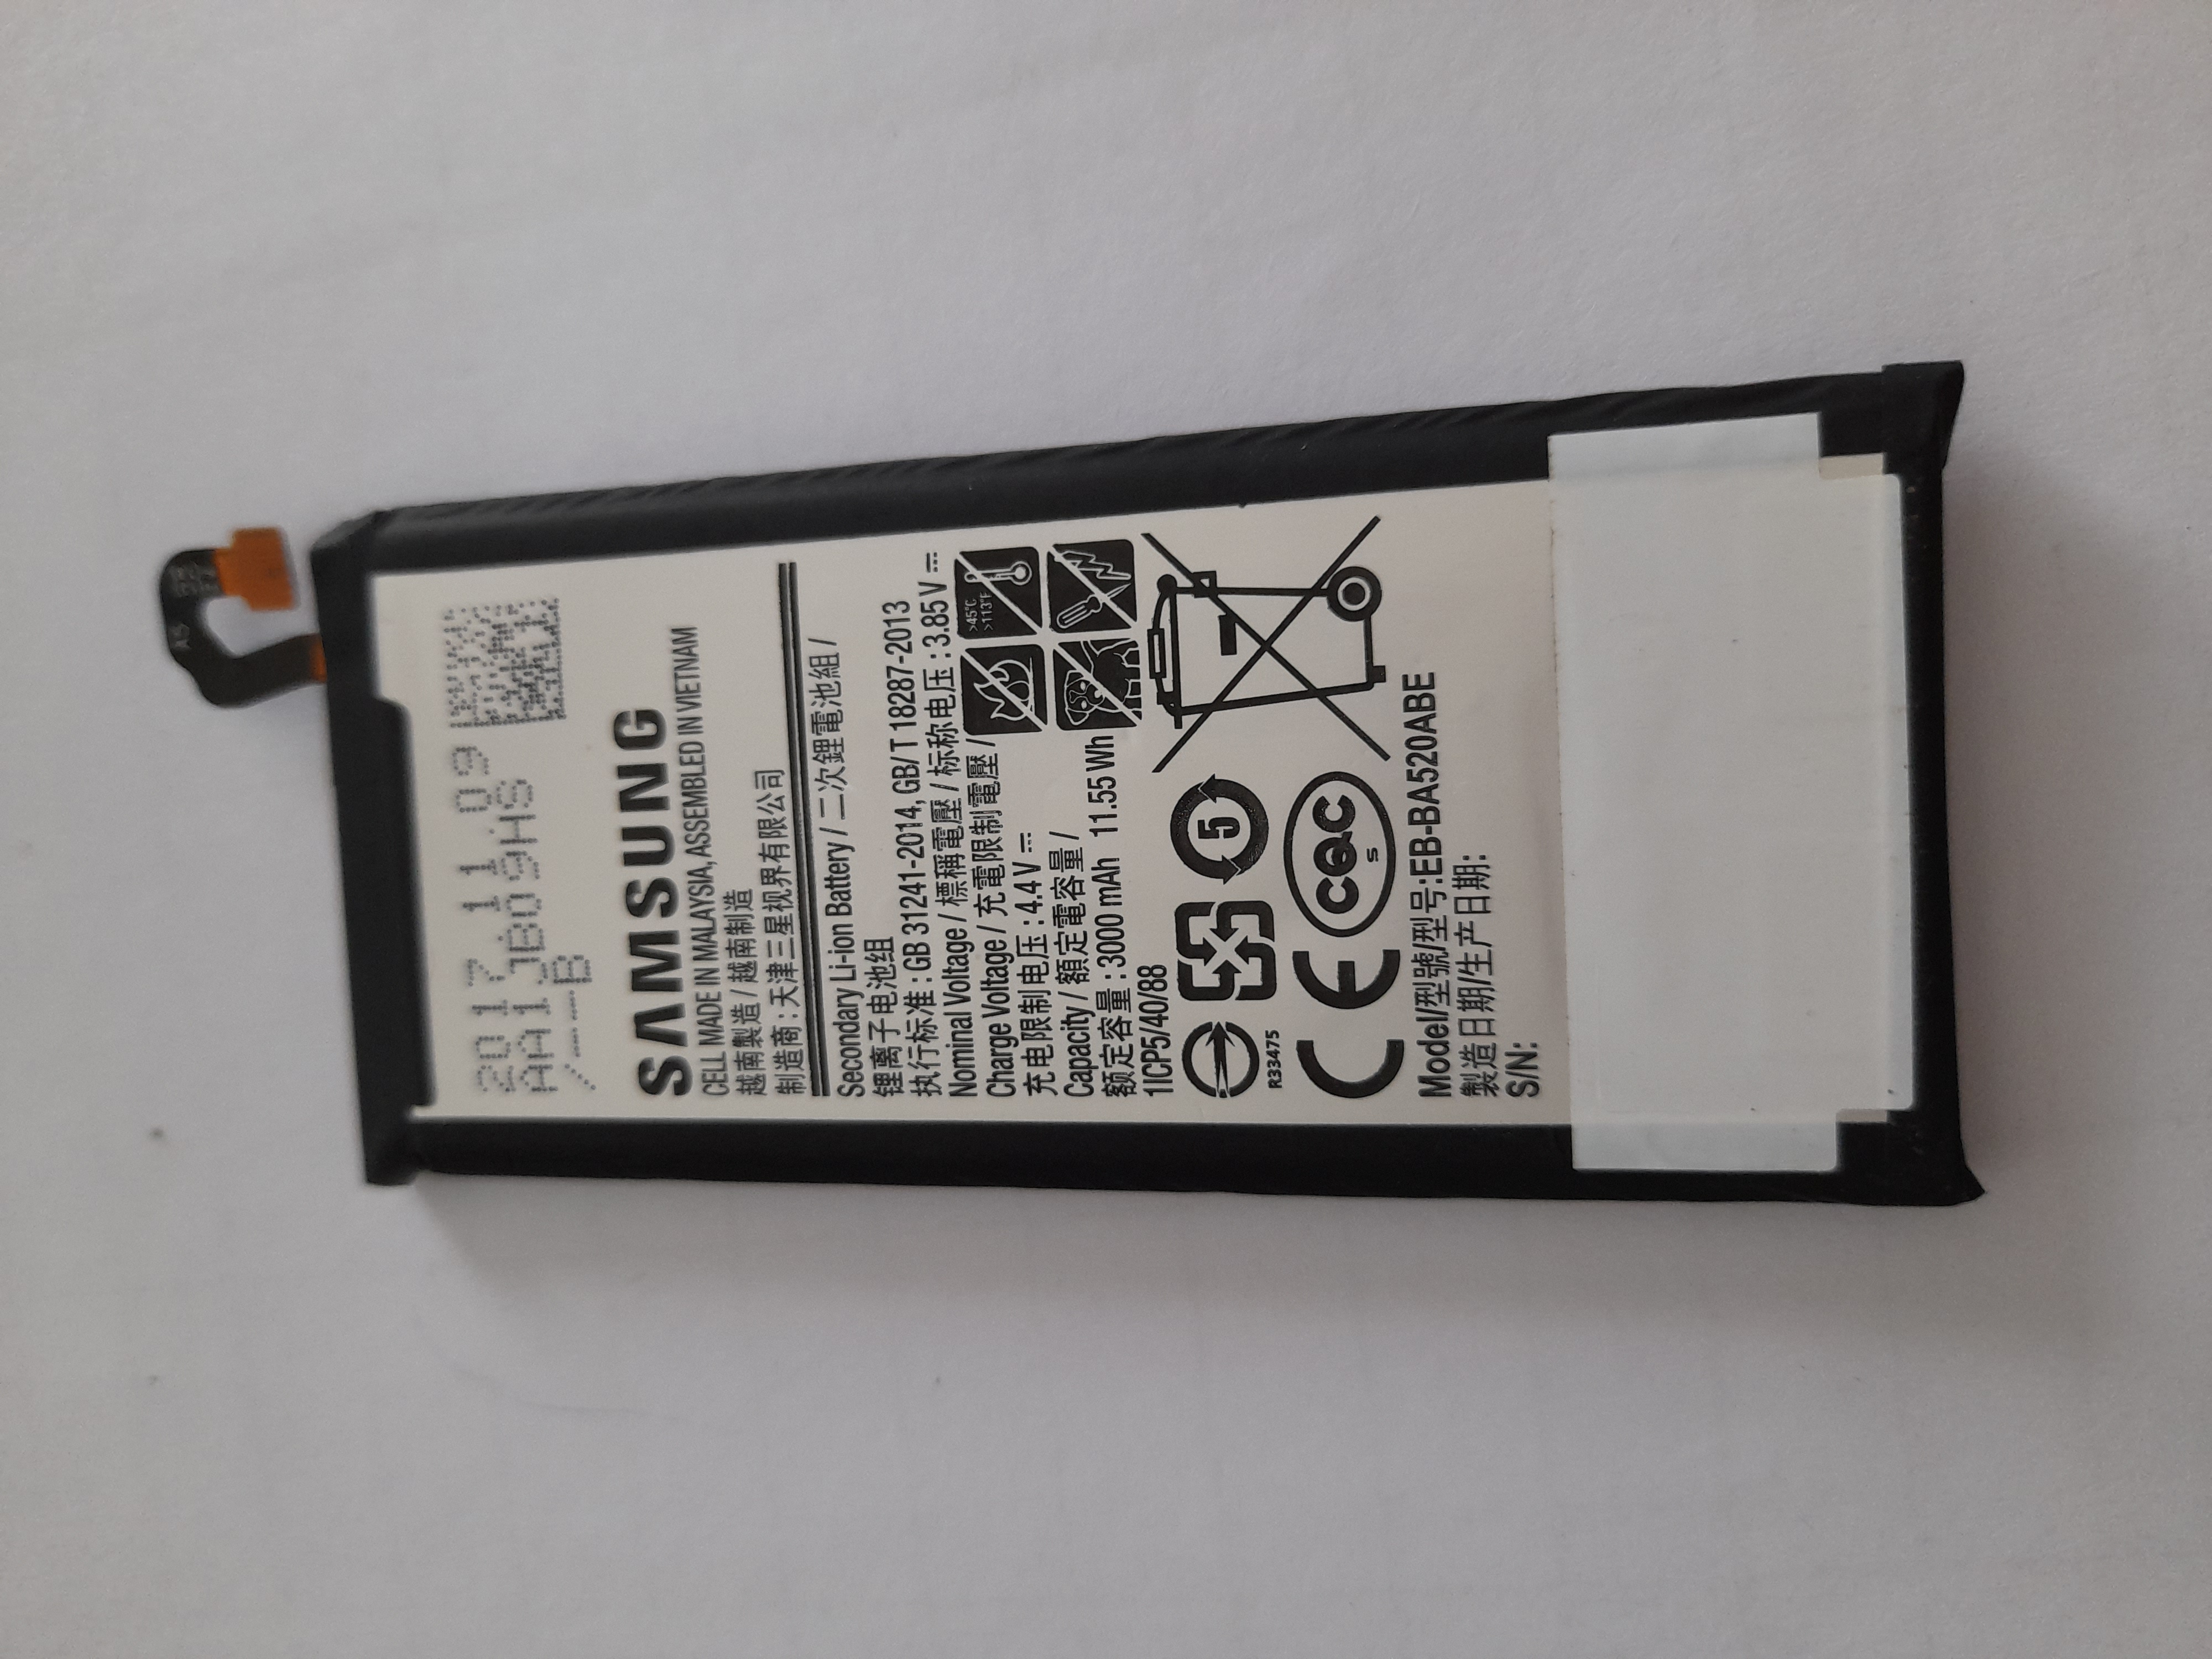 2017.11.09
AA1JB09HS
/--B
SAMSUNG
CELL MADE IN MALAYSIA, ASSEMBLED IN VIETNAM
越南製造 / 越南制造
制造商 : 天津三星视界有限公司
Secondary Li-ion Battery / 二次鋰電池組 /
锂离子电池组
执行标准 : GB 31241-2014, GB/T 18287-2013
Nominal Voltage / 標稱電壓 / 标称电压 : 3.85 V ⎓
Charge Voltage / 充電限制電壓 /
充电限制电压 : 4.4 V ⎓
Capacity / 額定電容量 /
额定容量 : 3000 mAh 11.55 Wh
1ICP5/40/88
>45°C
>113°F
5
R33475
CE
CQC
S
Model/型號/型号:EB-BA520ABE
製造日期/生产日期:
S/N:
A5